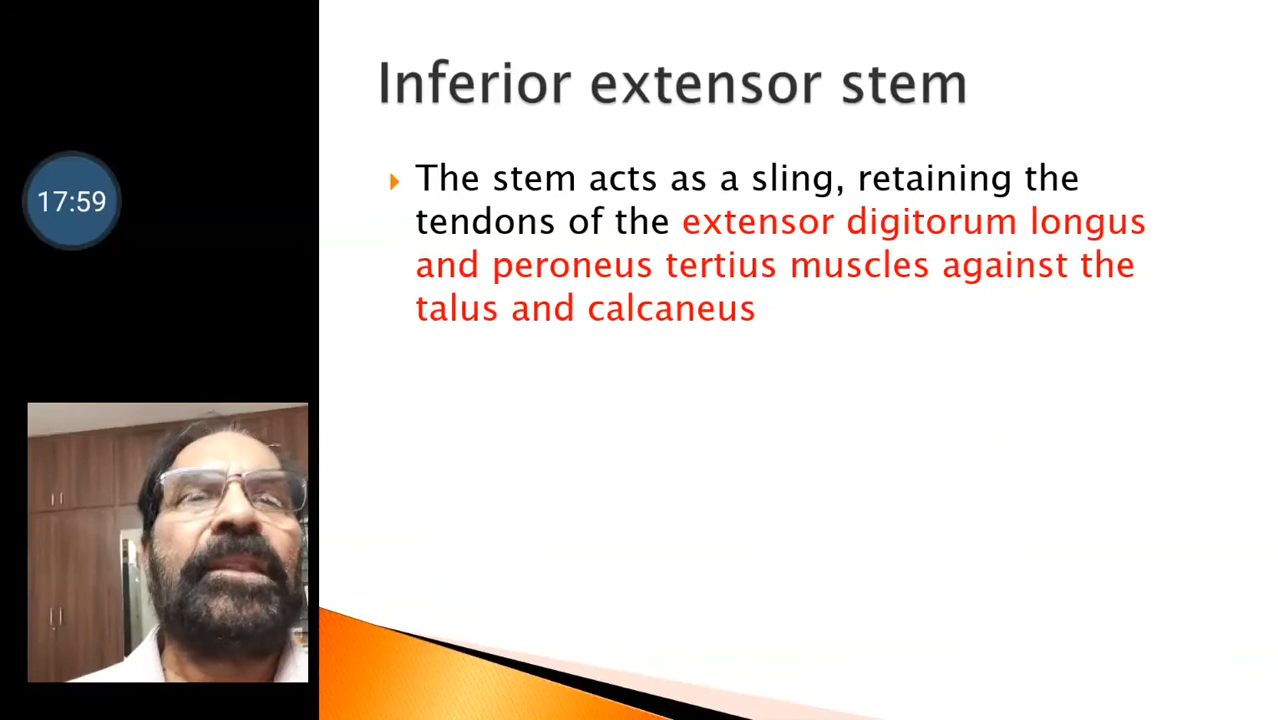 Inferior extensor stem
17:59
The stem acts as a sling, retaining the
tendons of the extensor digitorum longus
and peroneus tertius muscles against the
talus and calcaneus